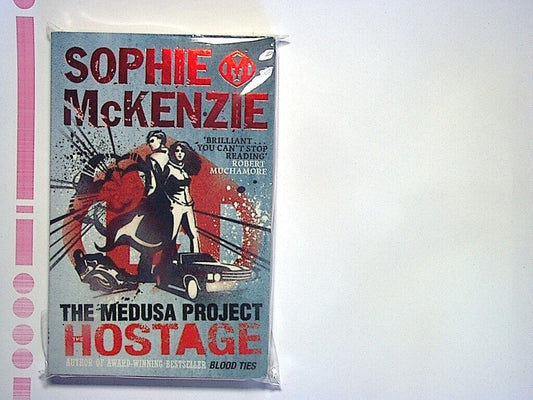 SOPHIE
McKENZIE
'BRILLIANT...
YOU CAN'T STOP
READING'
ROBERT
MUCHAMORE
THE MEDUSA PROJECT
THE HOSTAGE
AUTHOR OF AWARD-WINNING BESTSELLER BLOOD TIES